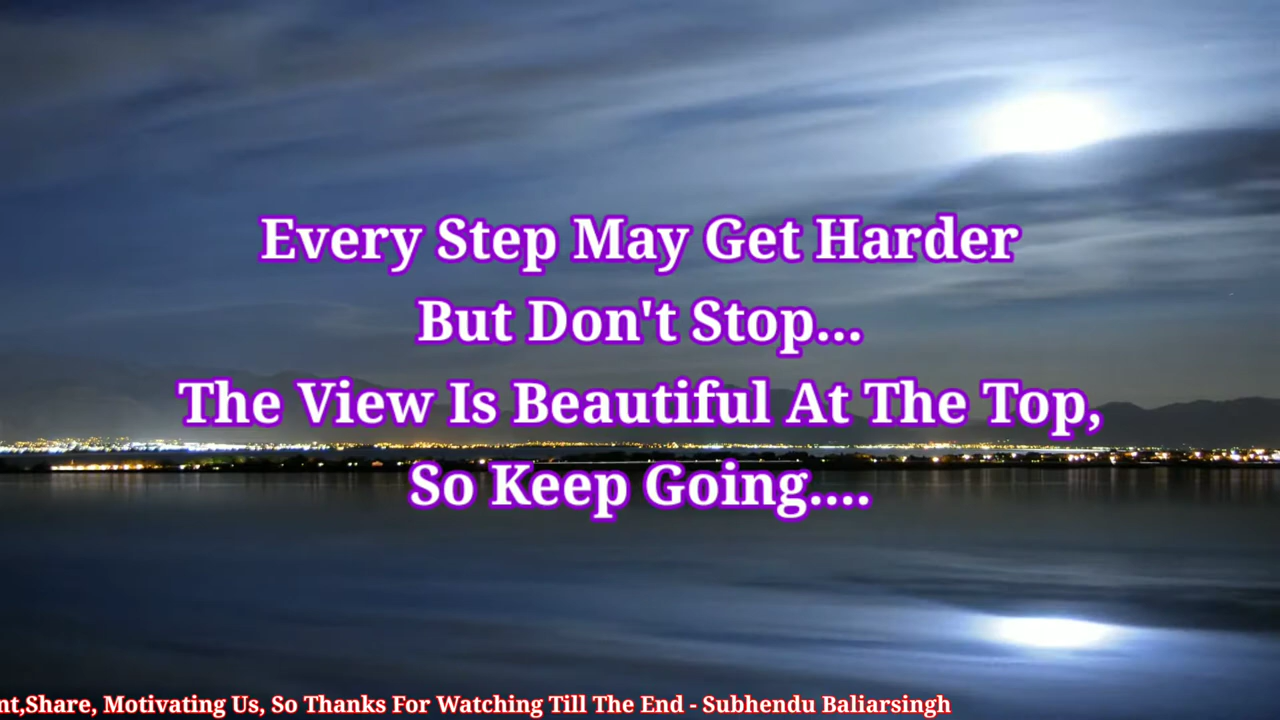 Every Step May Get Harder
But Don't Stop...
The View Is Beautiful At The Top,
So Keep Going....
nt,Share, Motivating Us, So Thanks For Watching Till The End - Subhendu Baliarsingh